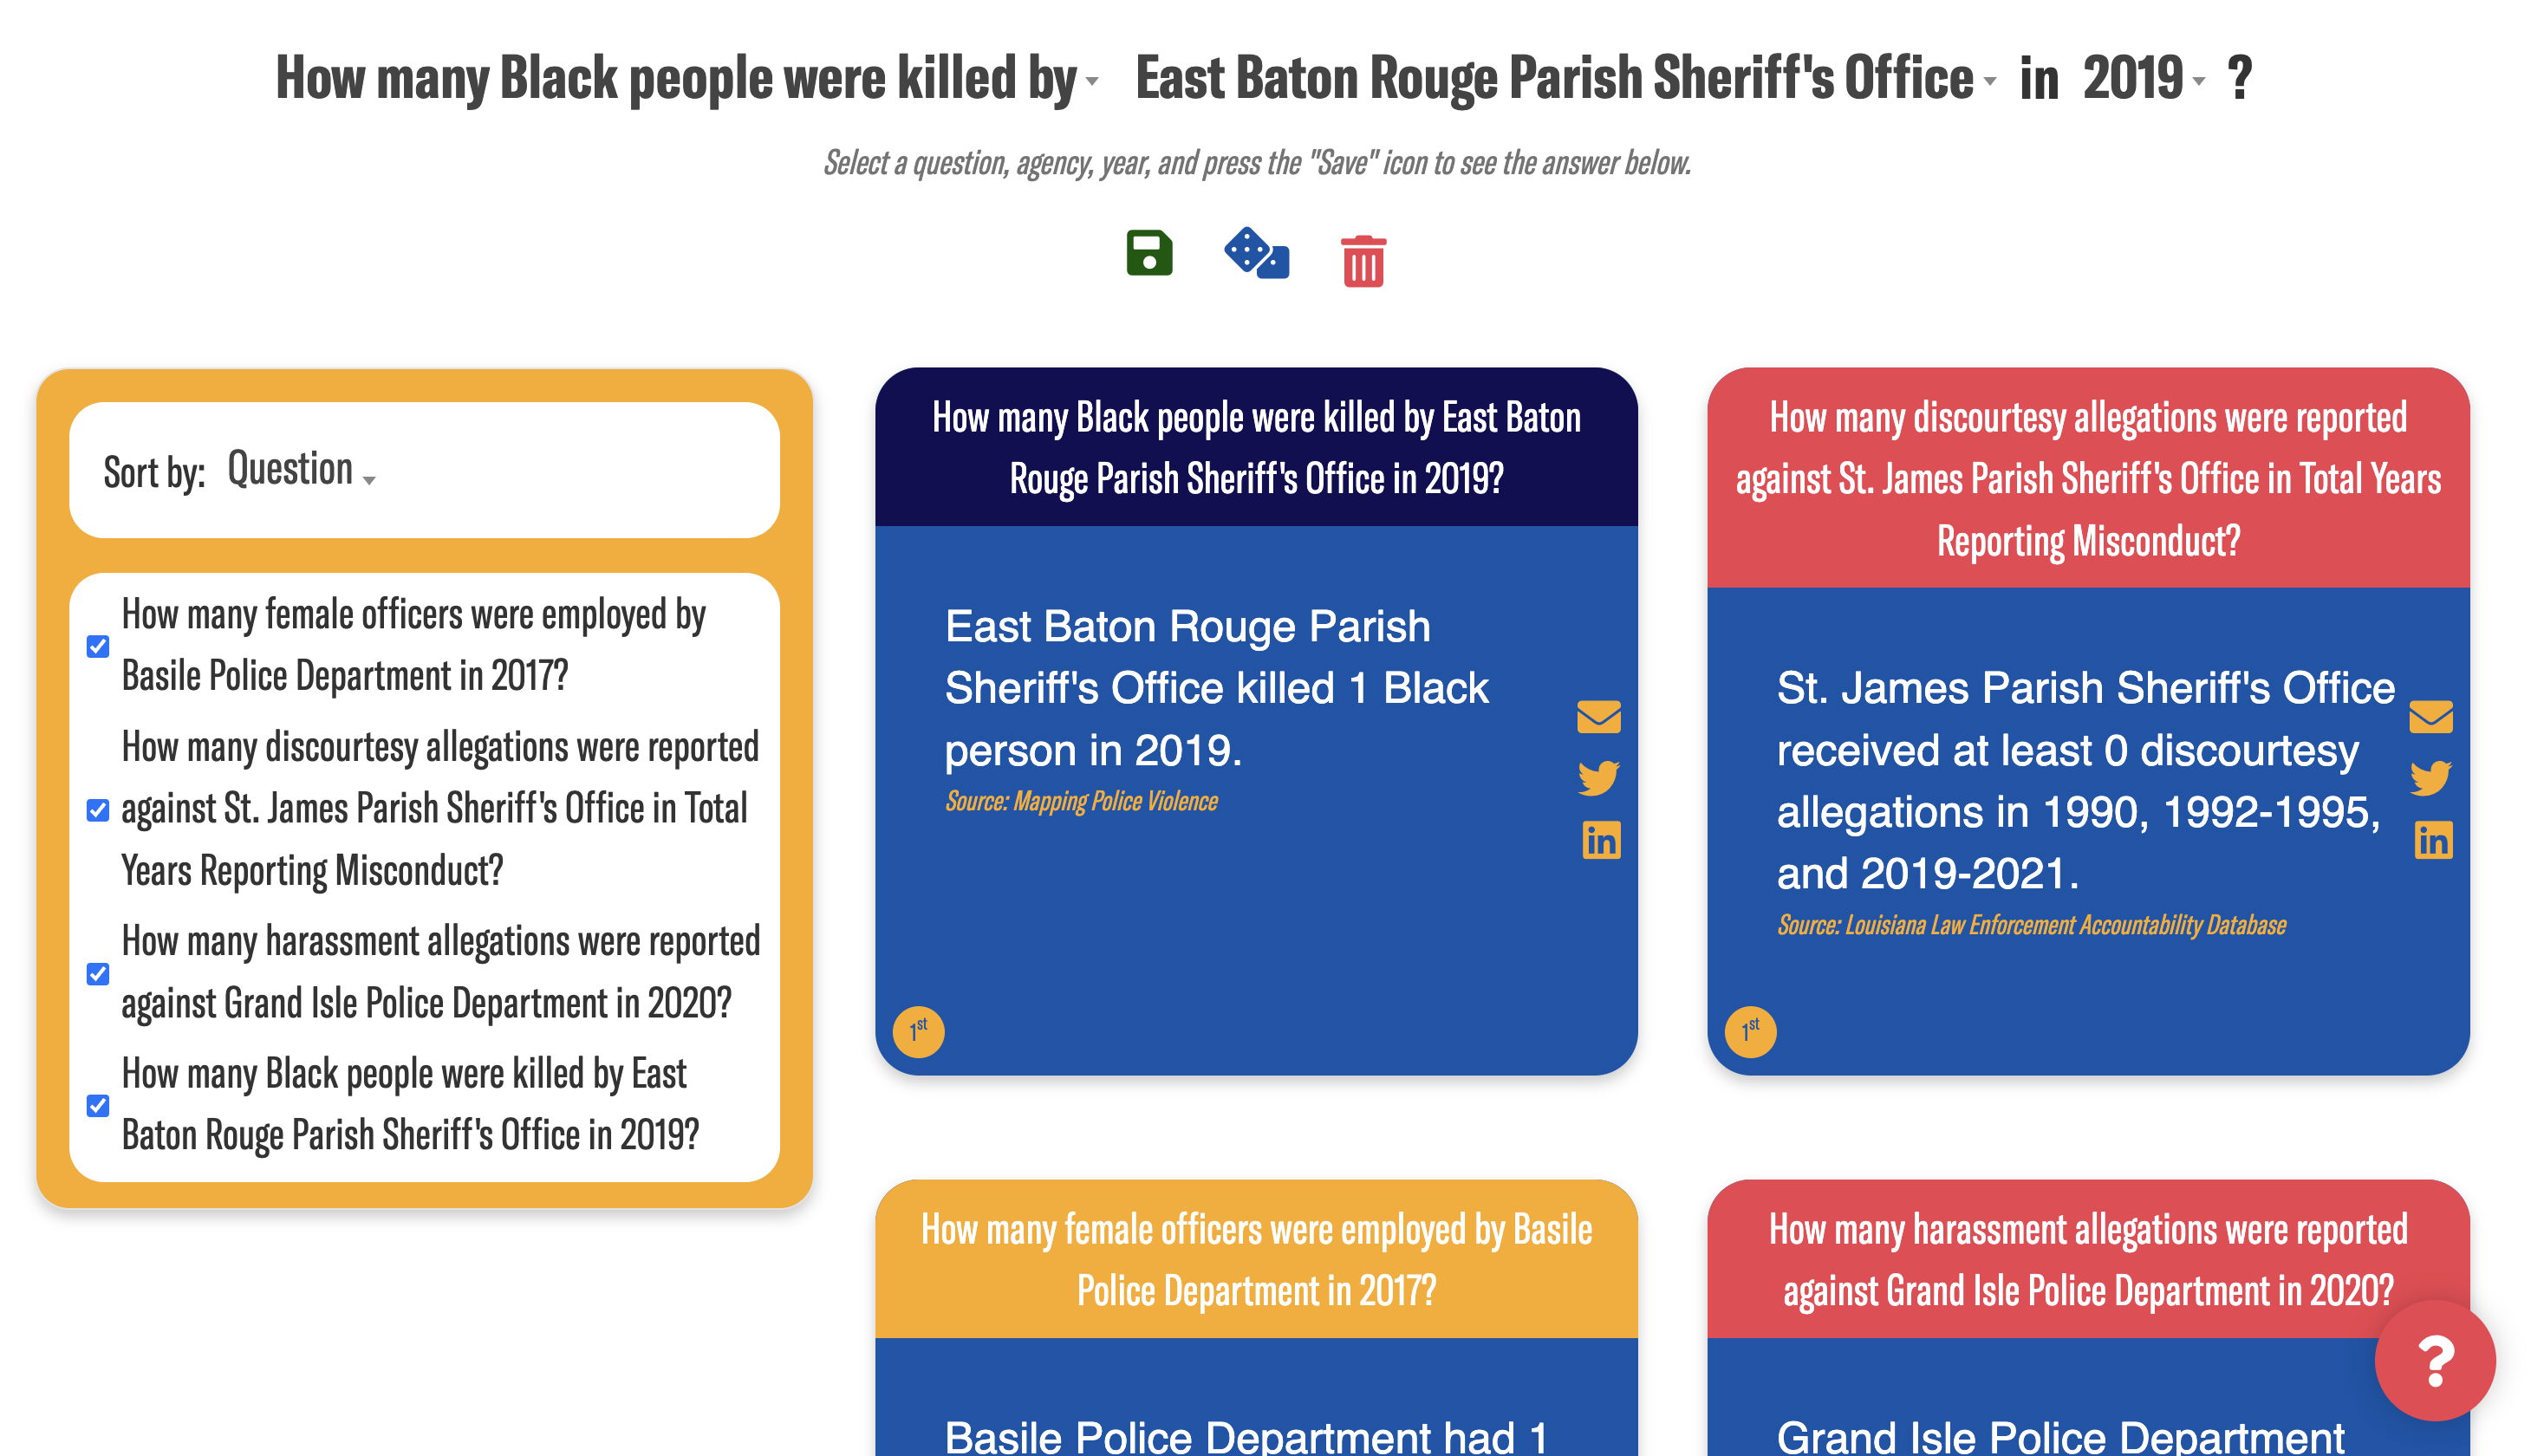 How many Black people were killed by East Baton Rouge Parish Sheriff's Office in 2019 ?
Select a question, agency, year, and press the "Save" icon to see the answer below.
Sort by: Question
How many female officers were employed by
Basile Police Department in 2017?
How many discourtesy allegations were reported
against St. James Parish Sheriff's Office in Total
Years Reporting Misconduct?
How many harassment allegations were reported
against Grand Isle Police Department in 2020?
How many Black people were killed by East
Baton Rouge Parish Sheriff's Office in 2019?
How many Black people were killed by East Baton
Rouge Parish Sheriff's Office in 2019?
East Baton Rouge Parish
Sheriff's Office killed 1 Black
person in 2019.
Source: Mapping Police Violence
in
1st
How many discourtesy allegations were reported
against St. James Parish Sheriff's Office in Total Years
Reporting Misconduct?
St. James Parish Sheriff's Office
received at least 0 discourtesy
allegations in 1990, 1992-1995,
and 2019-2021.
Source: Louisiana Law Enforcement Accountability Database
in
1st
How many female officers were employed by Basile
Police Department in 2017?
Basile Police Department had 1
How many harassment allegations were reported
against Grand Isle Police Department in 2020?
Grand Isle Police Department
?